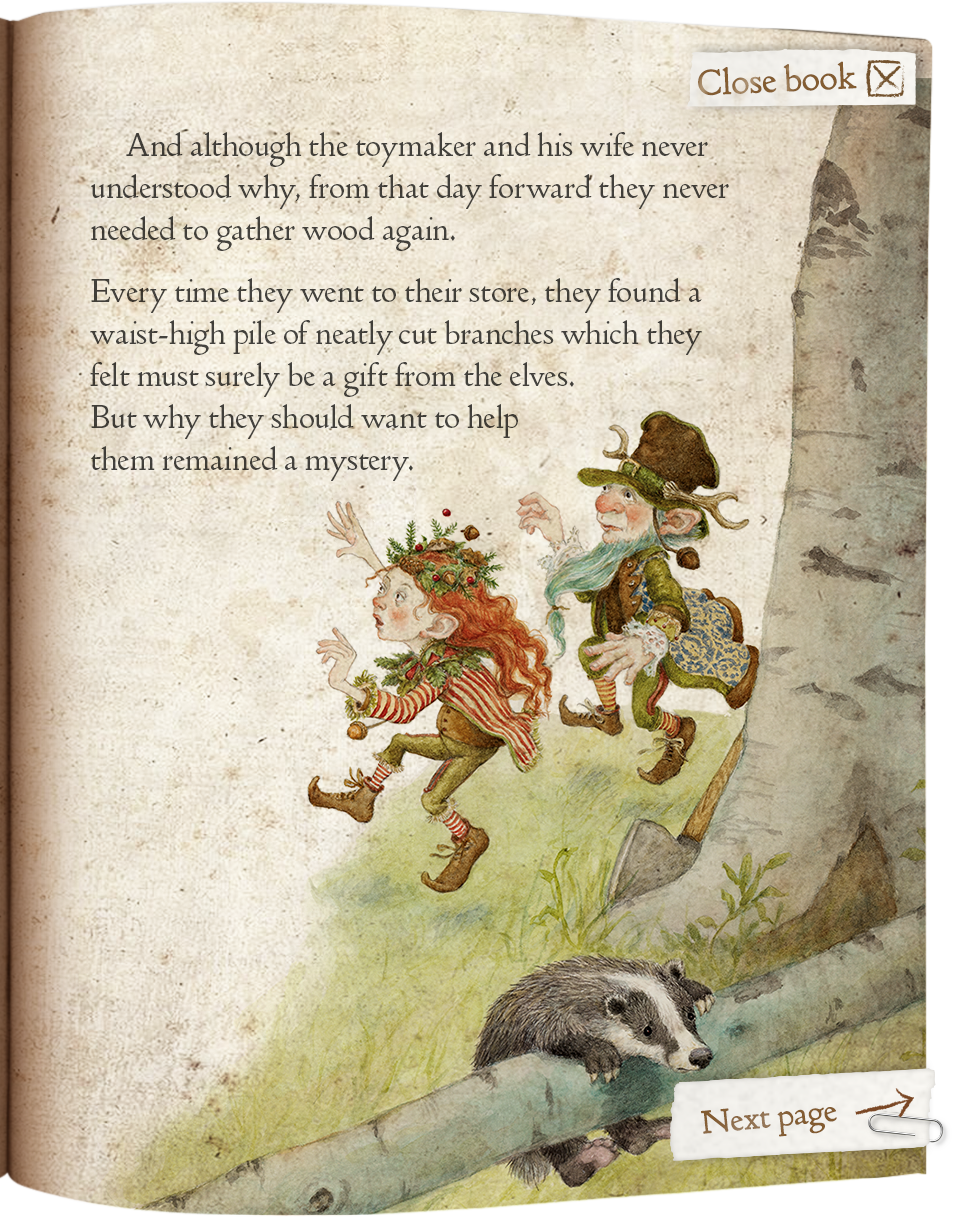 Close book
And although the toymaker and his wife never
understood why, from that day forward they never
needed to gather wood again.
Every time they went to their store, they found a
waist-high pile of neatly cut branches which they
felt must surely be a gift from the elves.
But why they should want to help
them remained a mystery.
Next page